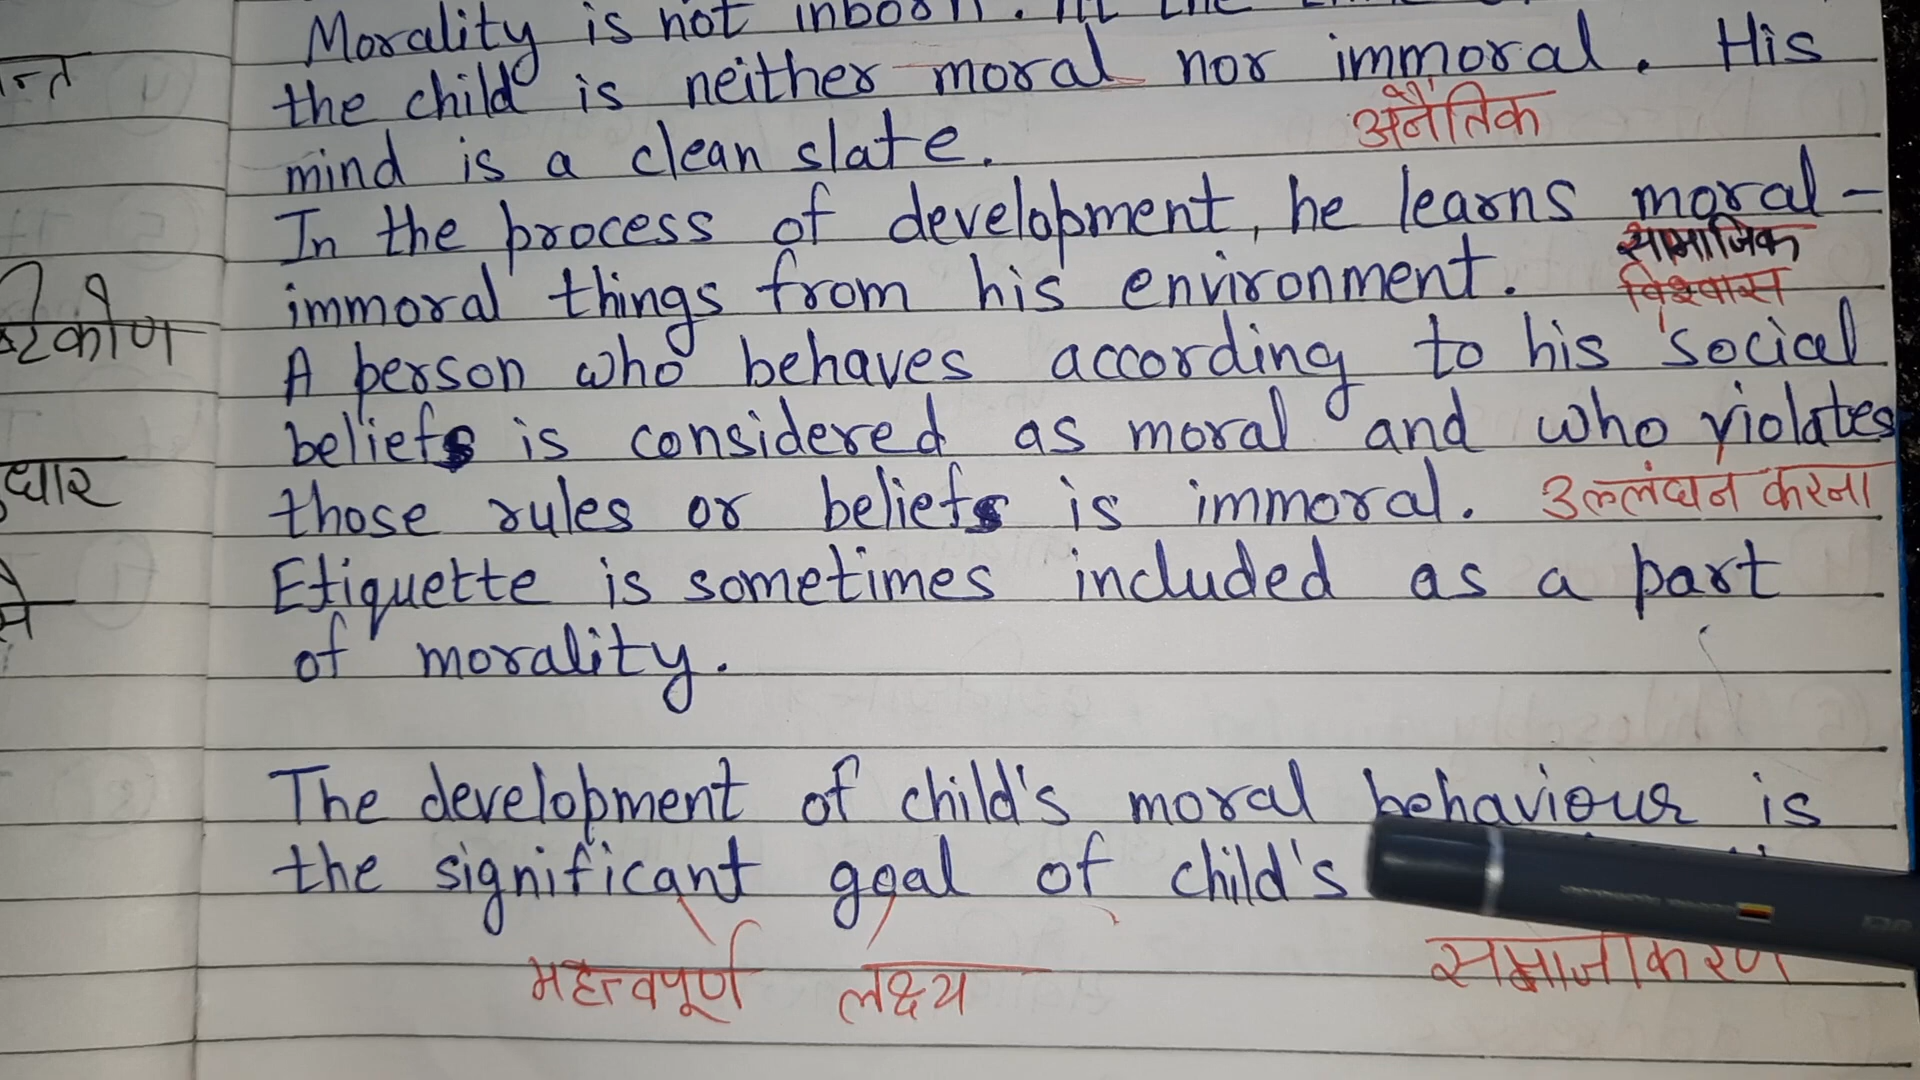 Morality is not inborn. At the
the child is neither moral nor immoral. His
अनैतिक
mind is a clean slate.
In the process of development, he learns moral-
सामाजिक
immoral things from his environment.
विश्वास
A person who behaves according to his social
beliefs is considered as moral and who violates
those rules or beliefs is immoral. उल्लंघन करना
Etiquette is sometimes included as a part
of morality.
The development of child's moral behaviour is
the significant goal of child's
महत्वपूर्ण लक्ष्य समाजीकरण